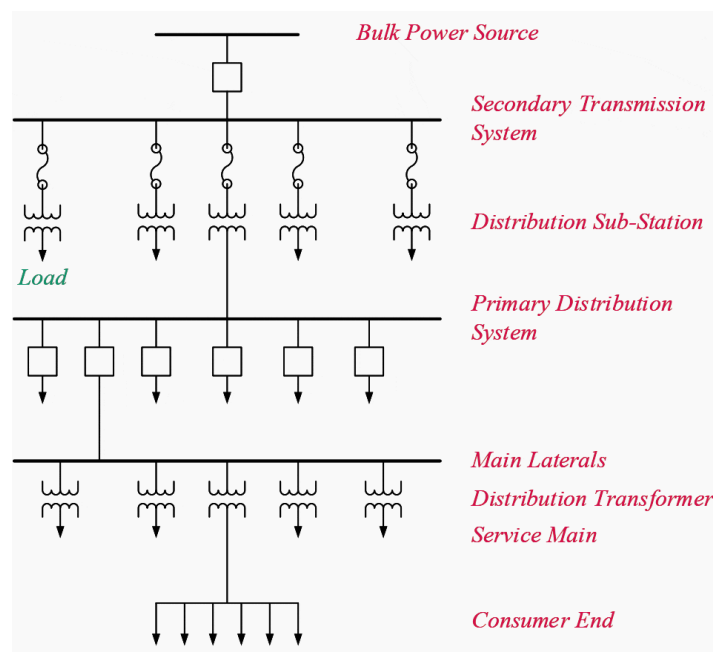 Bulk Power Source
Secondary Transmission
System
Distribution Sub-Station
Load
Primary Distribution
System
Main Laterals
Distribution Transformer
Service Main
Consumer End